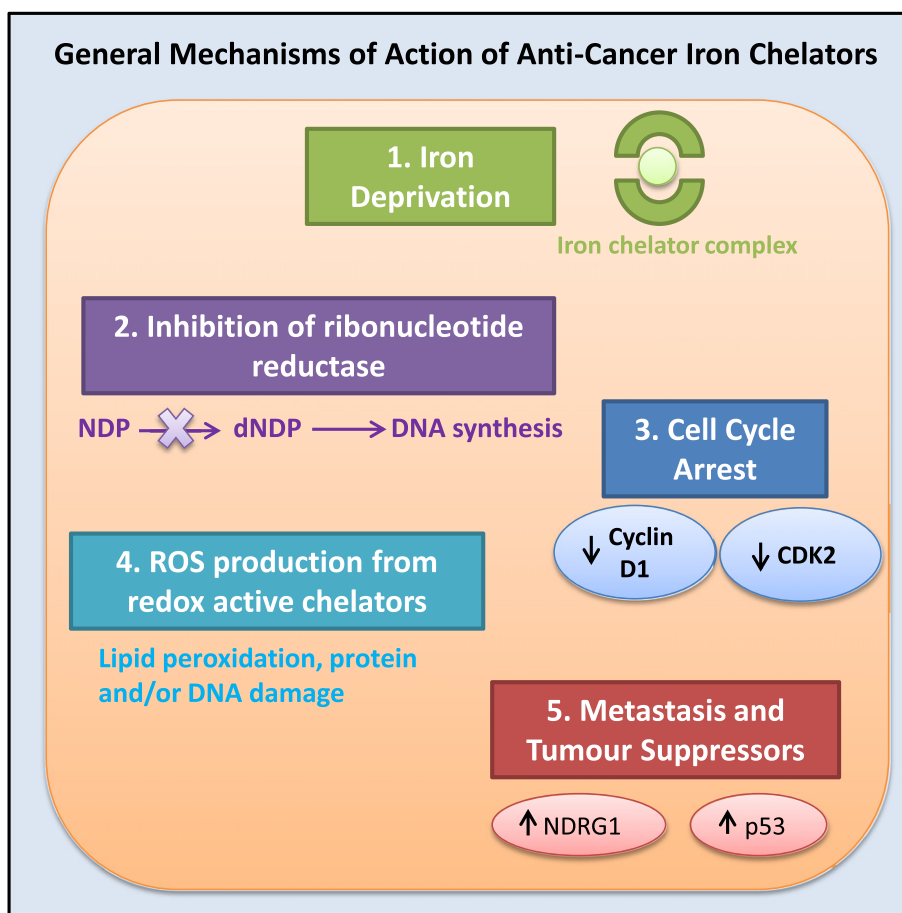 General Mechanisms of Action of Anti-Cancer Iron Chelators
1. Iron
Deprivation
Iron chelator complex
2. Inhibition of ribonucleotide
reductase
NDP dNDP DNA synthesis
3. Cell Cycle
Arrest
↓ Cyclin
D1
↓ CDK2
4. ROS production from
redox active chelators
Lipid peroxidation, protein
and/or DNA damage
5. Metastasis and
Tumour Suppressors
↑ NDRG1
↑ p53